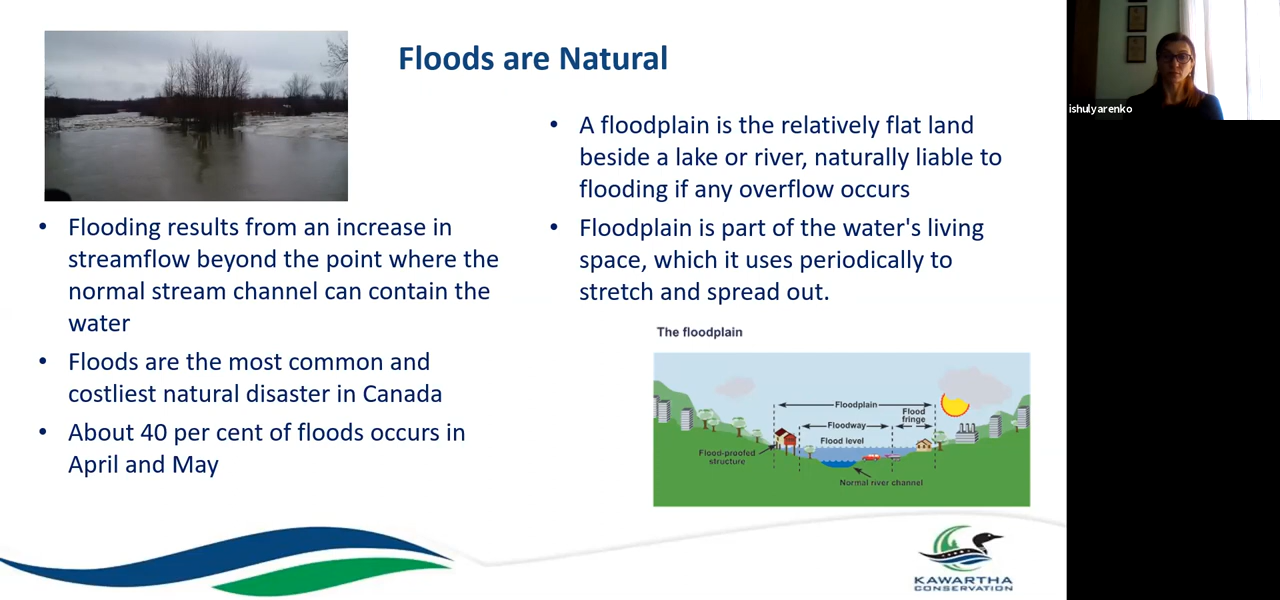 Floods are Natural
• Flooding results from an increase in
streamflow beyond the point where the
normal stream channel can contain the
water
• Floods are the most common and
costliest natural disaster in Canada
• About 40 per cent of floods occurs in
April and May
• A floodplain is the relatively flat land
beside a lake or river, naturally liable to
flooding if any overflow occurs
• Floodplain is part of the water's living
space, which it uses periodically to
stretch and spread out.
The floodplain
Floodplain
Flood
fringe
Floodway
Flood level
Flood-proofed
structure
Normal river channel
KAWARTHA
CONSERVATION
ishulyarenko